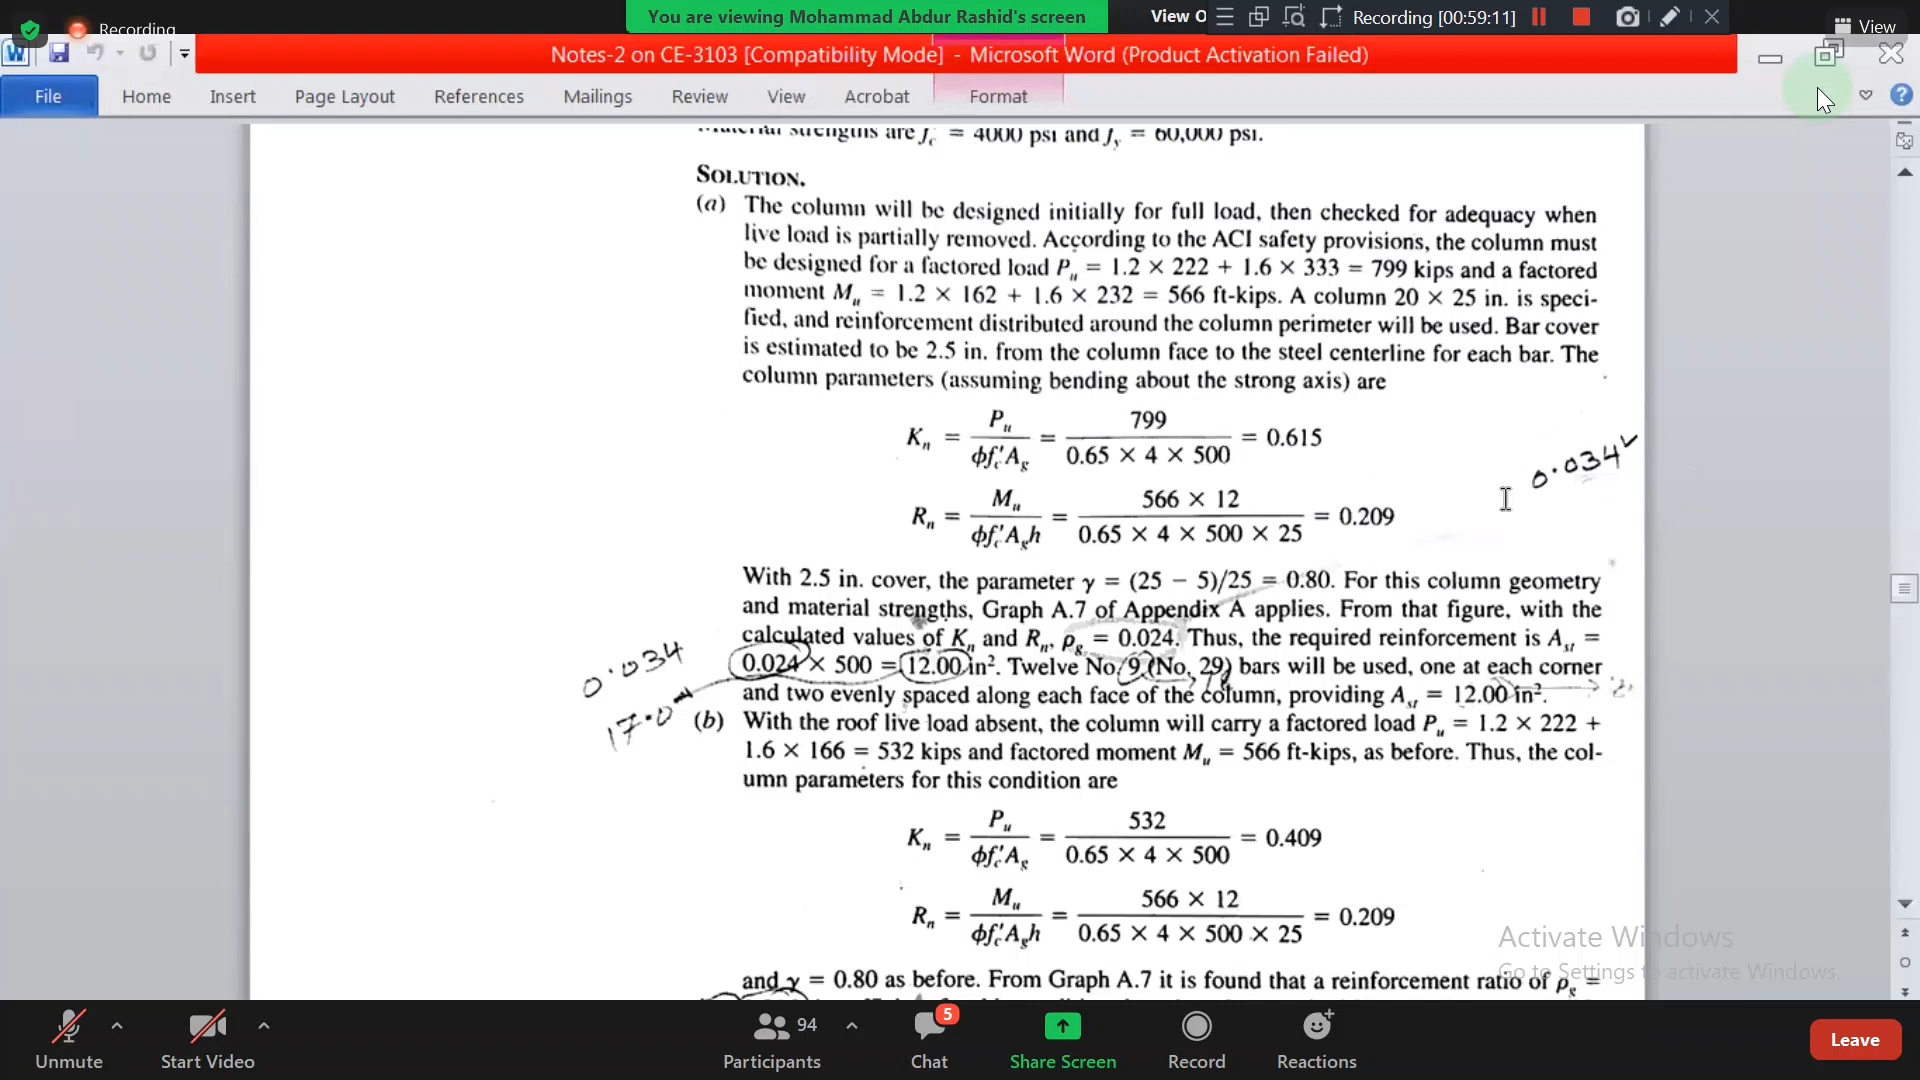 Recording
You are viewing Mohammad Abdur Rashid's screen
View O
Recording [00:59:11]
View
Notes-2 on CE-3103 [Compatibility Mode] - Microsoft Word (Product Activation Failed)
File Home Insert Page Layout References Mailings Review View Acrobat Format
Material strengths are f′c = 4000 psi and fy = 60,000 psi.
SOLUTION.
(a) The column will be designed initially for full load, then checked for adequacy when
live load is partially removed. According to the ACI safety provisions, the column must
be designed for a factored load Pu = 1.2 × 222 + 1.6 × 333 = 799 kips and a factored
moment Mu = 1.2 × 162 + 1.6 × 232 = 566 ft-kips. A column 20 × 25 in. is speci-
fied, and reinforcement distributed around the column perimeter will be used. Bar cover
is estimated to be 2.5 in. from the column face to the steel centerline for each bar. The
column parameters (assuming bending about the strong axis) are
Kn = Pu / ϕf′cAg = 799 / 0.65 × 4 × 500 = 0.615
0.034
Rn = Mu / ϕf′cAgh = 566 × 12 / 0.65 × 4 × 500 × 25 = 0.209
With 2.5 in. cover, the parameter γ = (25 − 5)/25 = 0.80. For this column geometry
and material strengths, Graph A.7 of Appendix A applies. From that figure, with the
calculated values of Kn and Rn, ρg = 0.024. Thus, the required reinforcement is Ast =
0.034
0.024 × 500 = 12.00 in². Twelve No. 9 (No. 29) bars will be used, one at each corner
and two evenly spaced along each face of the column, providing Ast = 12.00 in².
17.0
(b) With the roof live load absent, the column will carry a factored load Pu = 1.2 × 222 +
1.6 × 166 = 532 kips and factored moment Mu = 566 ft-kips, as before. Thus, the col-
umn parameters for this condition are
Kn = Pu / ϕf′cAg = 532 / 0.65 × 4 × 500 = 0.409
Rn = Mu / ϕf′cAgh = 566 × 12 / 0.65 × 4 × 500 × 25 = 0.209
and γ = 0.80 as before. From Graph A.7 it is found that a reinforcement ratio of ρg =
Activate Windows
Go to Settings to activate Windows.
Unmute
Start Video
94
Participants
5
Chat
Share Screen
Record
Reactions
Leave